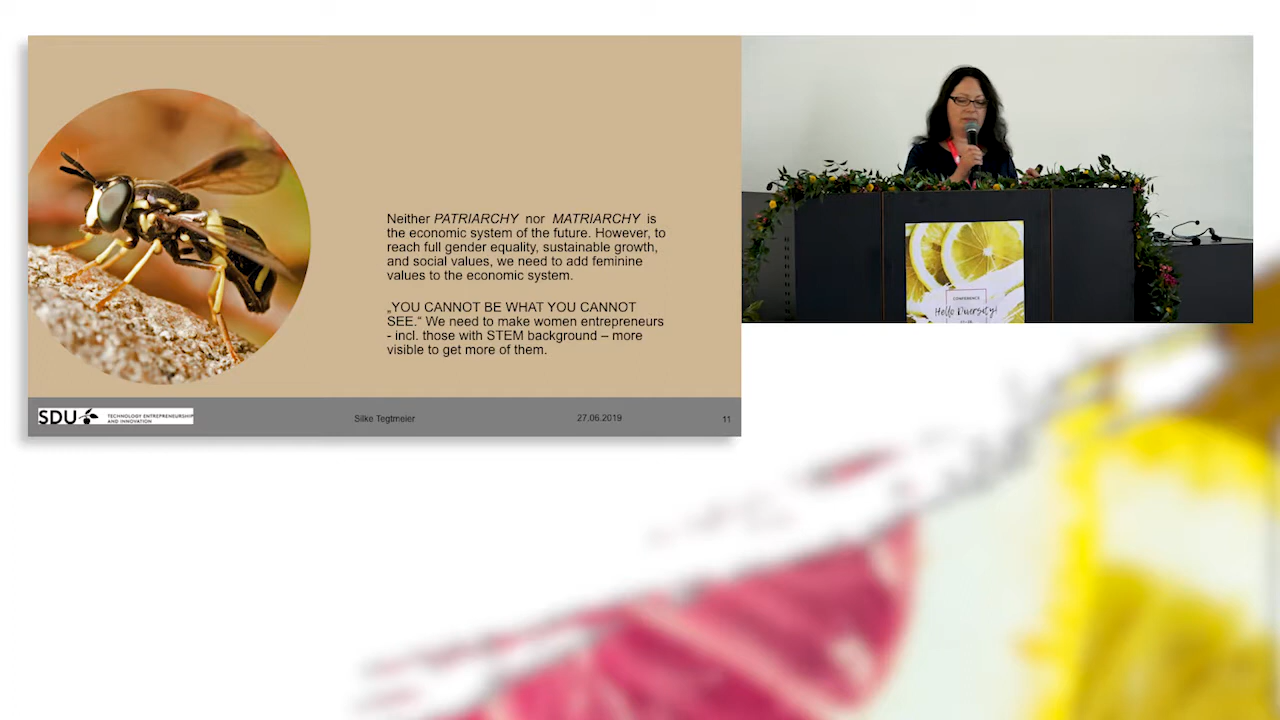 Neither PATRIARCHY nor MATRIARCHY is
the economic system of the future. However, to
reach full gender equality, sustainable growth,
and social values, we need to add feminine
values to the economic system.
„YOU CANNOT BE WHAT YOU CANNOT
SEE.“ We need to make women entrepreneurs
- incl. those with STEM background – more
visible to get more of them.
SDU
TECHNOLOGY ENTREPRENEURSHIP
AND INNOVATION
Silke Tegtmeier
27.06.2019
11
CONFERENCE
Hello Diversity!